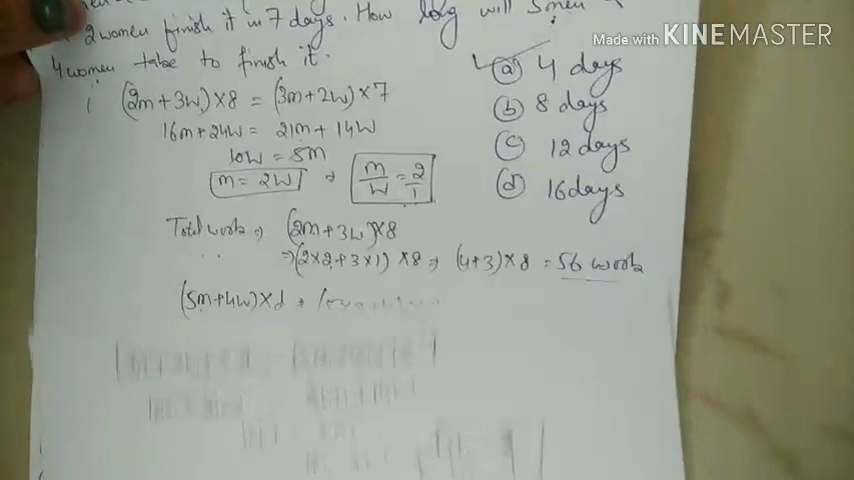 2 women finish it in 7 days. How long will 5 men
4 women take to finish it.
(2m+3w)×8 = (3m+2w)×7
16m+24w = 21m+14w
10w = 5m
m=2w ⇒ m/w = 2/1
Total work ⇒ (2m+3w)×8
⇒(2×2+3×1)×8 ⇒ (4+3)×8 = 56 work
(5m+4w)×d
(a) 4 days
(b) 8 days
(c) 12 days
(d) 16 days
Made with KINEMASTER